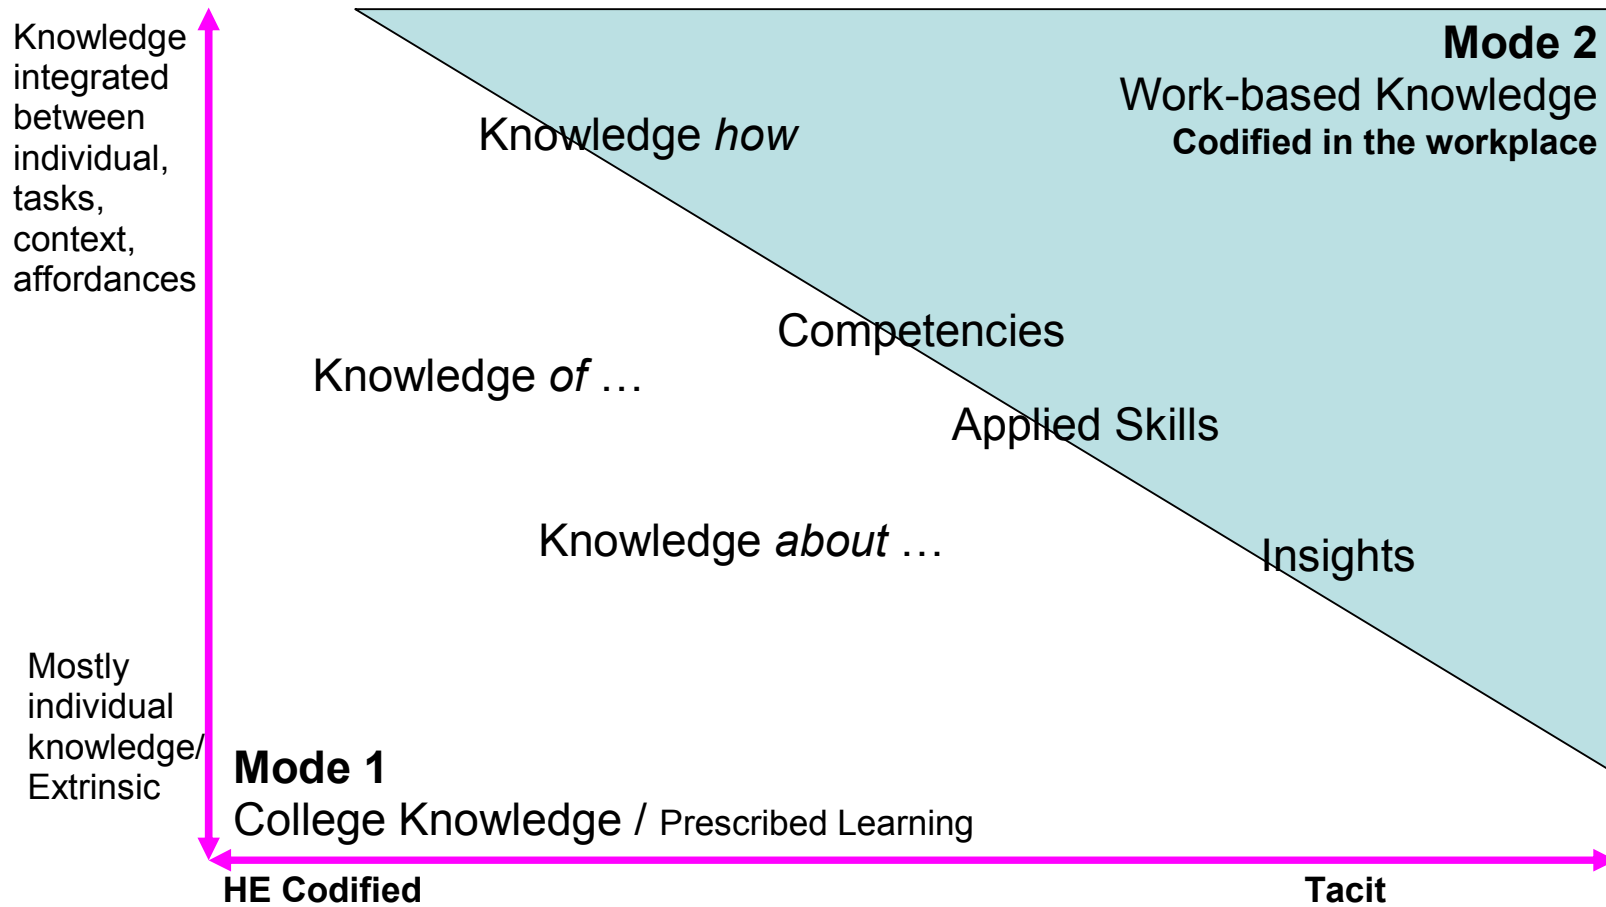 Knowledge
integrated
between
individual,
tasks,
context,
affordances
Mode 2
Work-based Knowledge
Codified in the workplace
Knowledge how
Competencies
Knowledge of …
Applied Skills
Knowledge about …
Insights
Mostly
individual
knowledge/
Extrinsic
Mode 1
College Knowledge / Prescribed Learning
HE Codified
Tacit